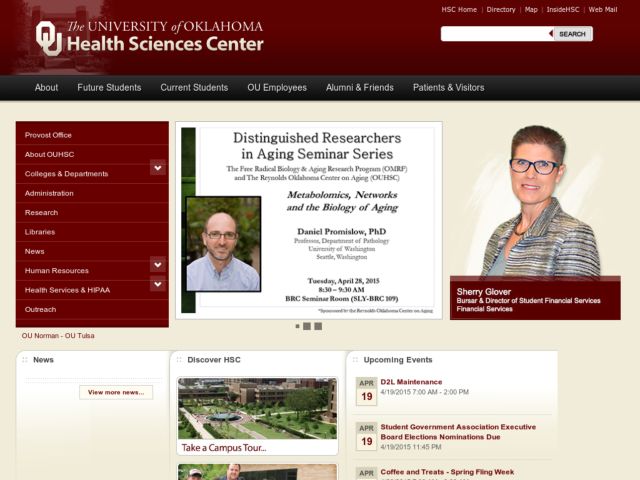 HSC Home | Directory | Map | InsideHSC | Web Mail
OU
The UNIVERSITY of OKLAHOMA
Health Sciences Center
SEARCH
About Future Students Current Students OU Employees Alumni & Friends Patients & Visitors
Provost Office
About OUHSC
Colleges & Departments
Administration
Research
Libraries
News
Human Resources
Health Services & HIPAA
Outreach
OU Norman - OU Tulsa
Distinguished Researchers
in Aging Seminar Series
The Free Radical Biology & Aging Research Program (OMRF)
and The Reynolds Oklahoma Center on Aging (OUHSC)
Metabolomics, Networks
and the Biology of Aging
Daniel Promislow, PhD
Professor, Department of Pathology
University of Washington
Seattle, Washington
Tuesday, April 28, 2015
8:30 – 9:30 AM
BRC Seminar Room (SLY-BRC 109)
*Sponsored by the Reynolds Oklahoma Center on Aging
Sherry Glover
Bursar & Director of Student Financial Services
Financial Services
News
View more news...
Discover HSC
Take a Campus Tour...
Upcoming Events
APR
19
D2L Maintenance
4/19/2015 7:00 AM - 2:00 PM
APR
19
Student Government Association Executive
Board Elections Nominations Due
4/19/2015 11:45 PM
APR
Coffee and Treats - Spring Fling Week